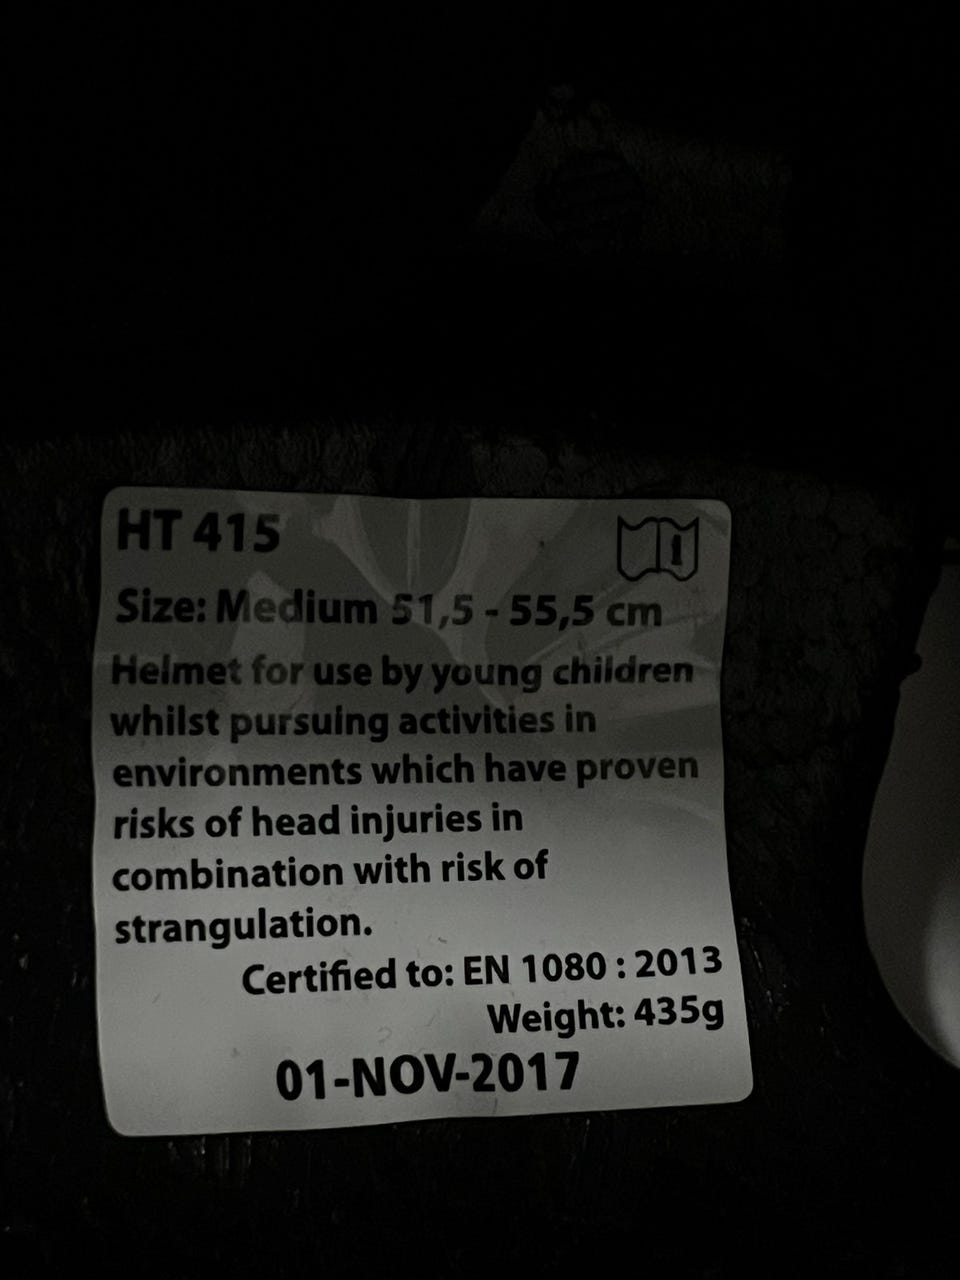 HT 415
Size: Medium 51,5 - 55,5 cm
Helmet for use by young children
whilst pursuing activities in
environments which have proven
risks of head injuries in
combination with risk of
strangulation.
Certified to: EN 1080 : 2013
Weight: 435g
01-NOV-2017